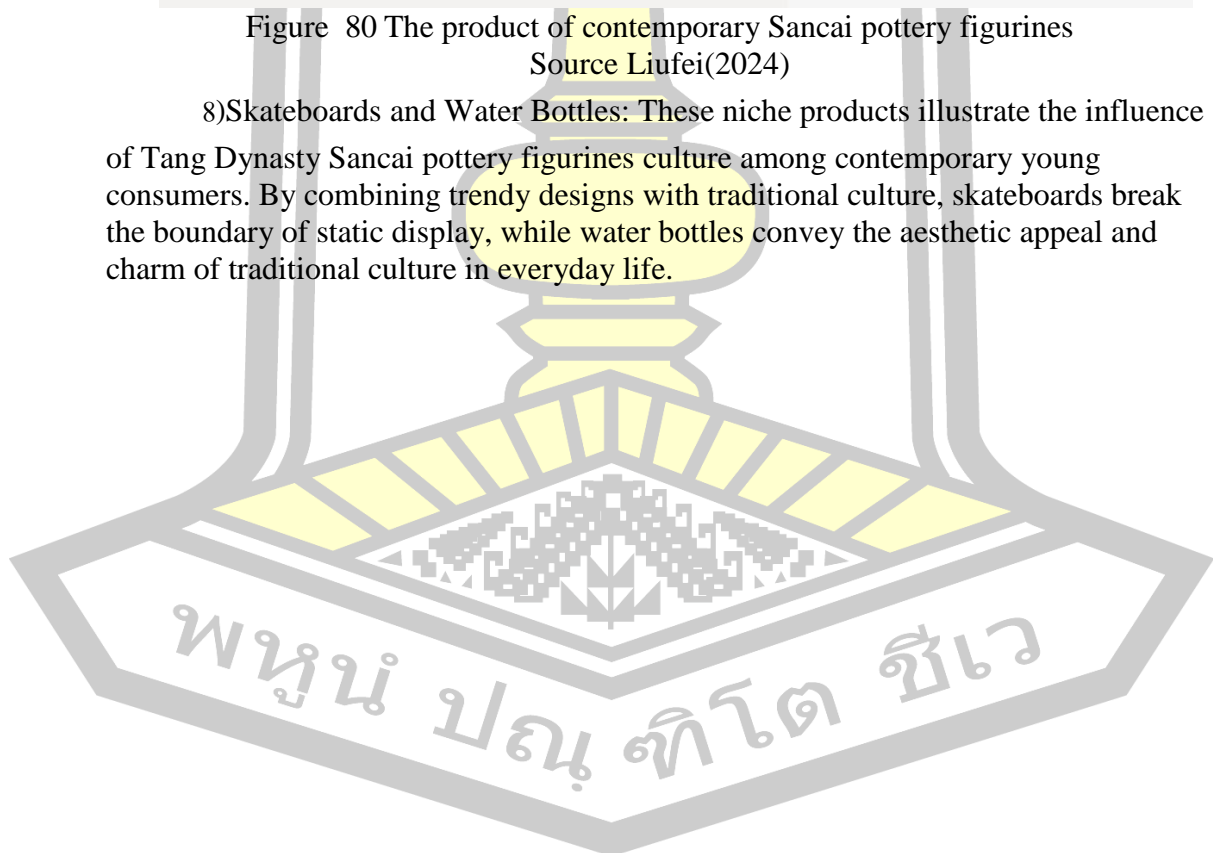 Figure  80 The product of contemporary Sancai pottery figurines
Source Liufei(2024)
8)Skateboards and Water Bottles: These niche products illustrate the influence
of Tang Dynasty Sancai pottery figurines culture among contemporary young
consumers. By combining trendy designs with traditional culture, skateboards break
the boundary of static display, while water bottles convey the aesthetic appeal and
charm of traditional culture in everyday life.
พหูนํ ปณฺฑิโต ชีเว